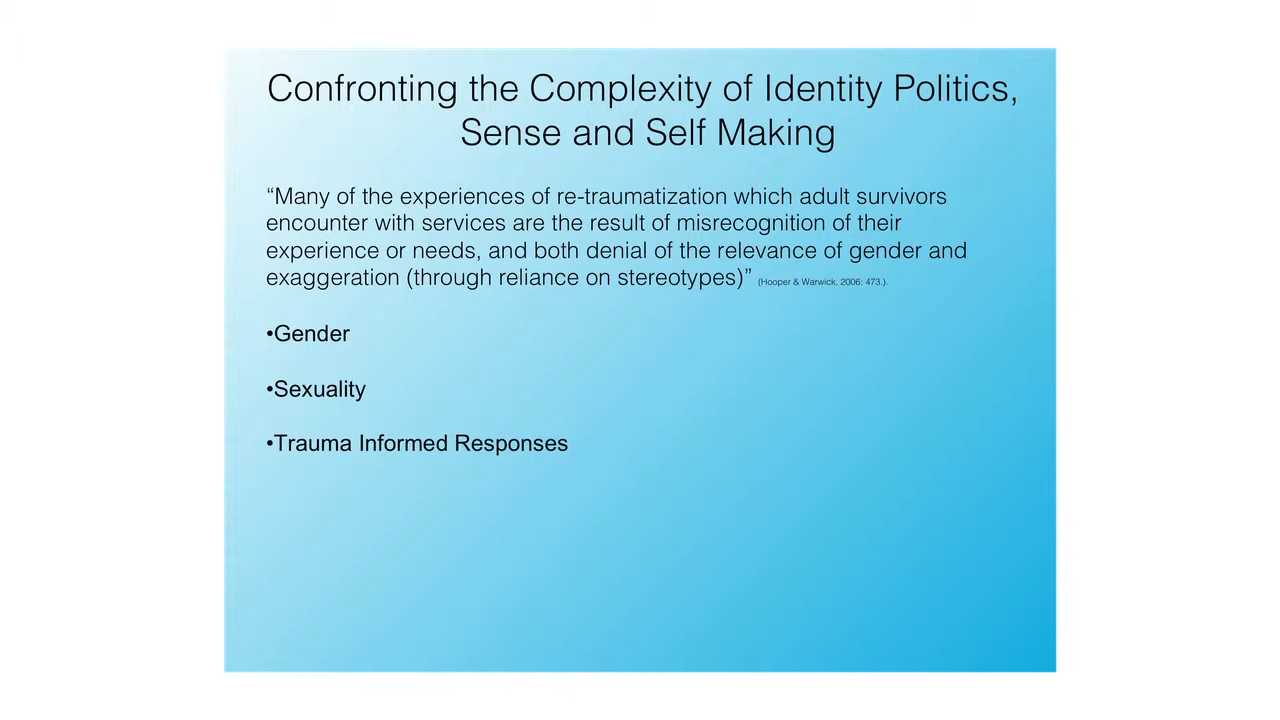 Confronting the Complexity of Identity Politics,
Sense and Self Making
“Many of the experiences of re-traumatization which adult survivors
encounter with services are the result of misrecognition of their
experience or needs, and both denial of the relevance of gender and
exaggeration (through reliance on stereotypes)” (Hooper & Warwick, 2006: 473.).
•Gender
•Sexuality
•Trauma Informed Responses